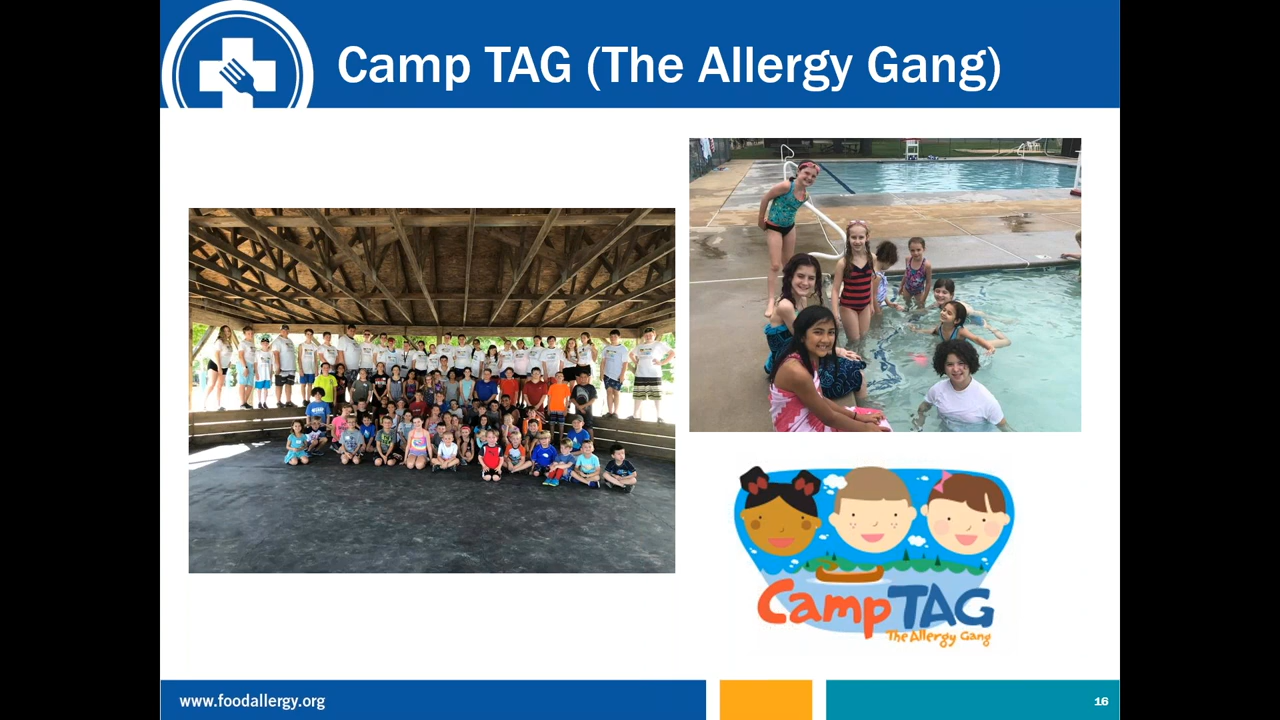 Camp TAG (The Allergy Gang)
CampTAG
The Allergy Gang
www.foodallergy.org
16